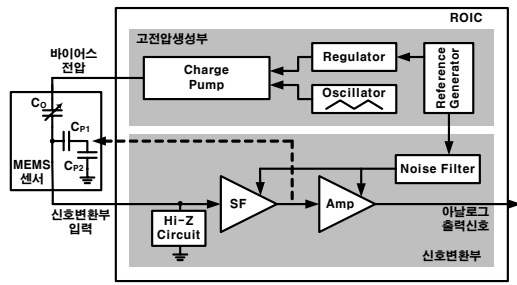 ROIC
고전압생성부
바이어스
전압
Charge
Pump
Regulator
Oscillator
Reference
Generator
Co
CP1
CP2
MEMS
센서
Noise Filter
SF
Amp
Hi-Z
Circuit
신호변환부
입력
아날로그
출력신호
신호변환부